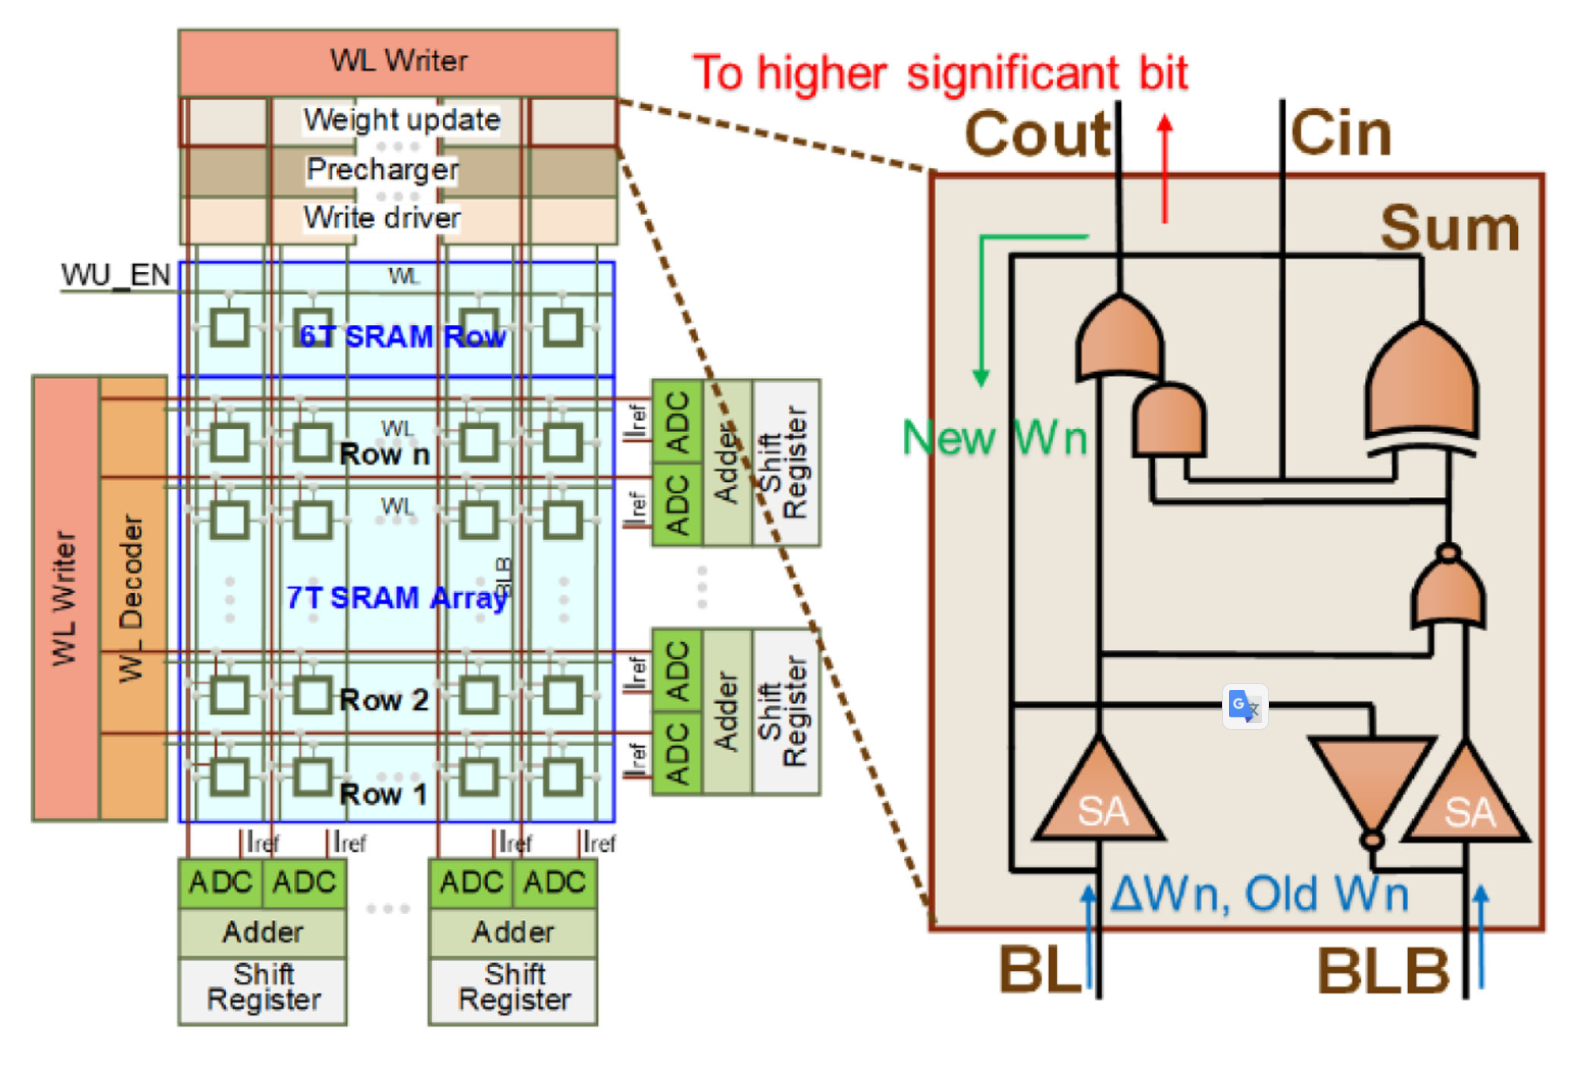 WL Writer
Weight update
Precharger
Write driver
WU_EN
WL
6T SRAM Row
WL
Row n
WL
BLB
7T SRAM Array
Row 2
Row 1
WL Writer
WL Decoder
Iref
ADC
Iref
ADC
Adder
Shift
Register
Iref
ADC
Iref
ADC
Adder
Shift
Register
Iref Iref Iref Iref
ADC ADC ADC ADC
Adder Adder
Shift Shift
Register Register
To higher significant bit
Cout Cin
Sum
New Wn
SA SA
ΔWn, Old Wn
BL BLB